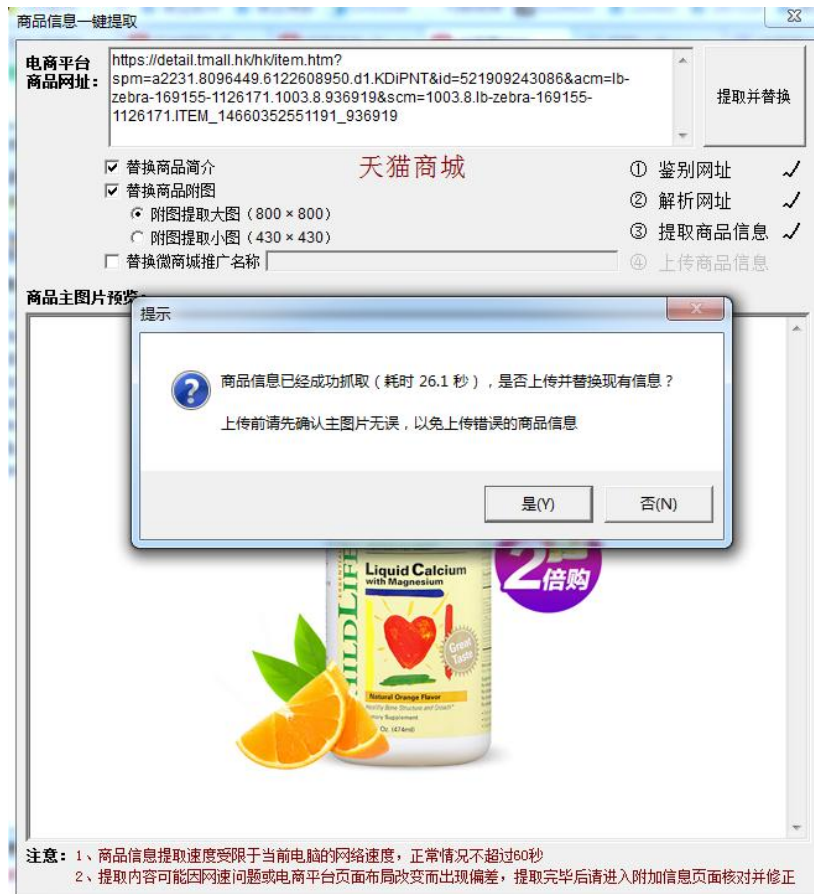 商品信息一键提取
电商平台
商品网址：
https://detail.tmall.hk/hk/item.htm?
spm=a2231.8096449.6122608950.d1.KDiPNT&id=521909243086&acm=lb-
zebra-169155-1126171.1003.8.936919&scm=1003.8.lb-zebra-169155-
1126171.ITEM_14660352551191_936919
提取并替换
替换商品简介
替换商品附图
附图提取大图（800×800）
附图提取小图（430×430）
替换微商城推广名称
天猫商城
① 鉴别网址 ✓
② 解析网址 ✓
③ 提取商品信息 ✓
④ 上传商品信息
商品主图片预览：
提示
商品信息已经成功抓取（耗时 26.1 秒），是否上传并替换现有信息？
上传前请先确认主图片无误，以免上传错误的商品信息
是(Y)
否(N)
2
倍购
Liquid Calcium
with Magnesium
Great
Taste
Natural Orange Flavor
Healthy Bone Structure and Growth*
Supplement
Oz. (474ml)
注意：1、商品信息提取速度受限于当前电脑的网络速度，正常情况不超过60秒
2、提取内容可能因网速问题或电商平台页面布局改变而出现偏差，提取完毕后请进入附加信息页面核对并修正